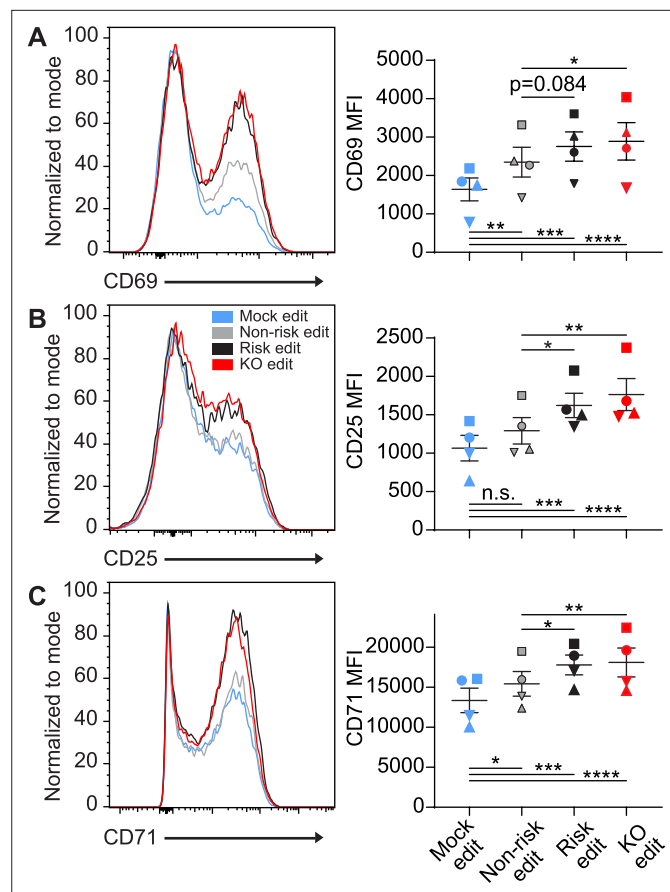 A
Normalized to mode
100
80
60
40
20
0
CD69
CD69 MFI
5000
4000
3000
2000
1000
0
*
p=0.084
**
***
****
B
Normalized to mode
100
80
60
40
20
0
Mock edit
Non-risk edit
Risk edit
KO edit
CD25
CD25 MFI
2500
2000
1500
1000
500
0
**
*
n.s.
***
****
C
Normalized to mode
100
80
60
40
20
0
CD71
CD71 MFI
20000
15000
10000
5000
0
**
*
*
***
****
Mock
edit
Non-risk
edit
Risk
edit
KO
edit